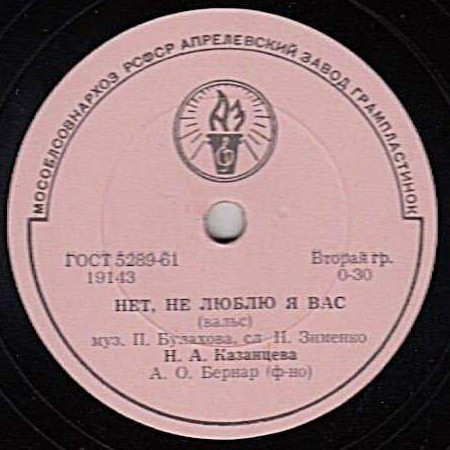 МОСОБЛСОВНАРХОЗ РСФСР АПРЕЛЕВСКИЙ ЗАВОД ГРАМПЛАСТИНОК
ГОСТ 5289-61 Вторая гр.
19143 0-30
НЕТ, НЕ ЛЮБЛЮ Я ВАС
(вальс)
муз. П. Булахова, сл. Н. Зименко
Н. А. Казанцева
А. О. Бернар (ф-но)